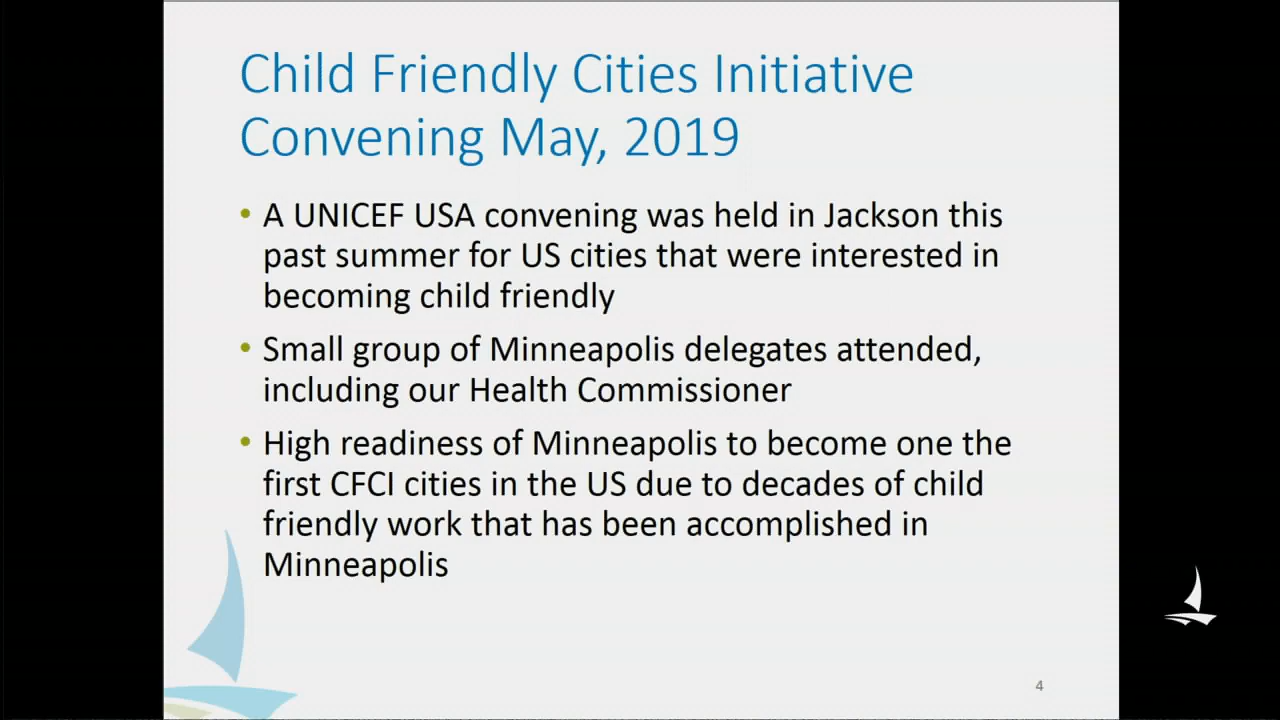 Child Friendly Cities Initiative
Convening May, 2019
• A UNICEF USA convening was held in Jackson this
past summer for US cities that were interested in
becoming child friendly
• Small group of Minneapolis delegates attended,
including our Health Commissioner
• High readiness of Minneapolis to become one the
first CFCI cities in the US due to decades of child
friendly work that has been accomplished in
Minneapolis
4